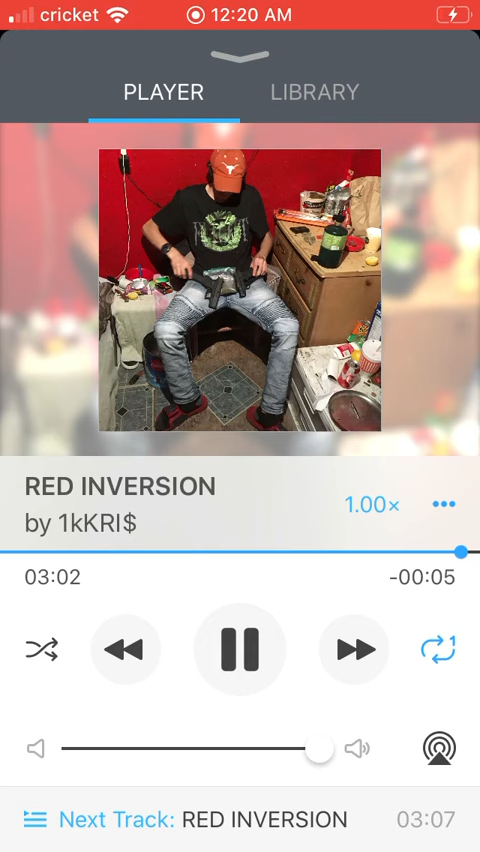 cricket 12:20 AM
PLAYER LIBRARY
RED INVERSION
by 1kKRI$
1.00×
03:02 -00:05
1
Next Track: RED INVERSION 03:07